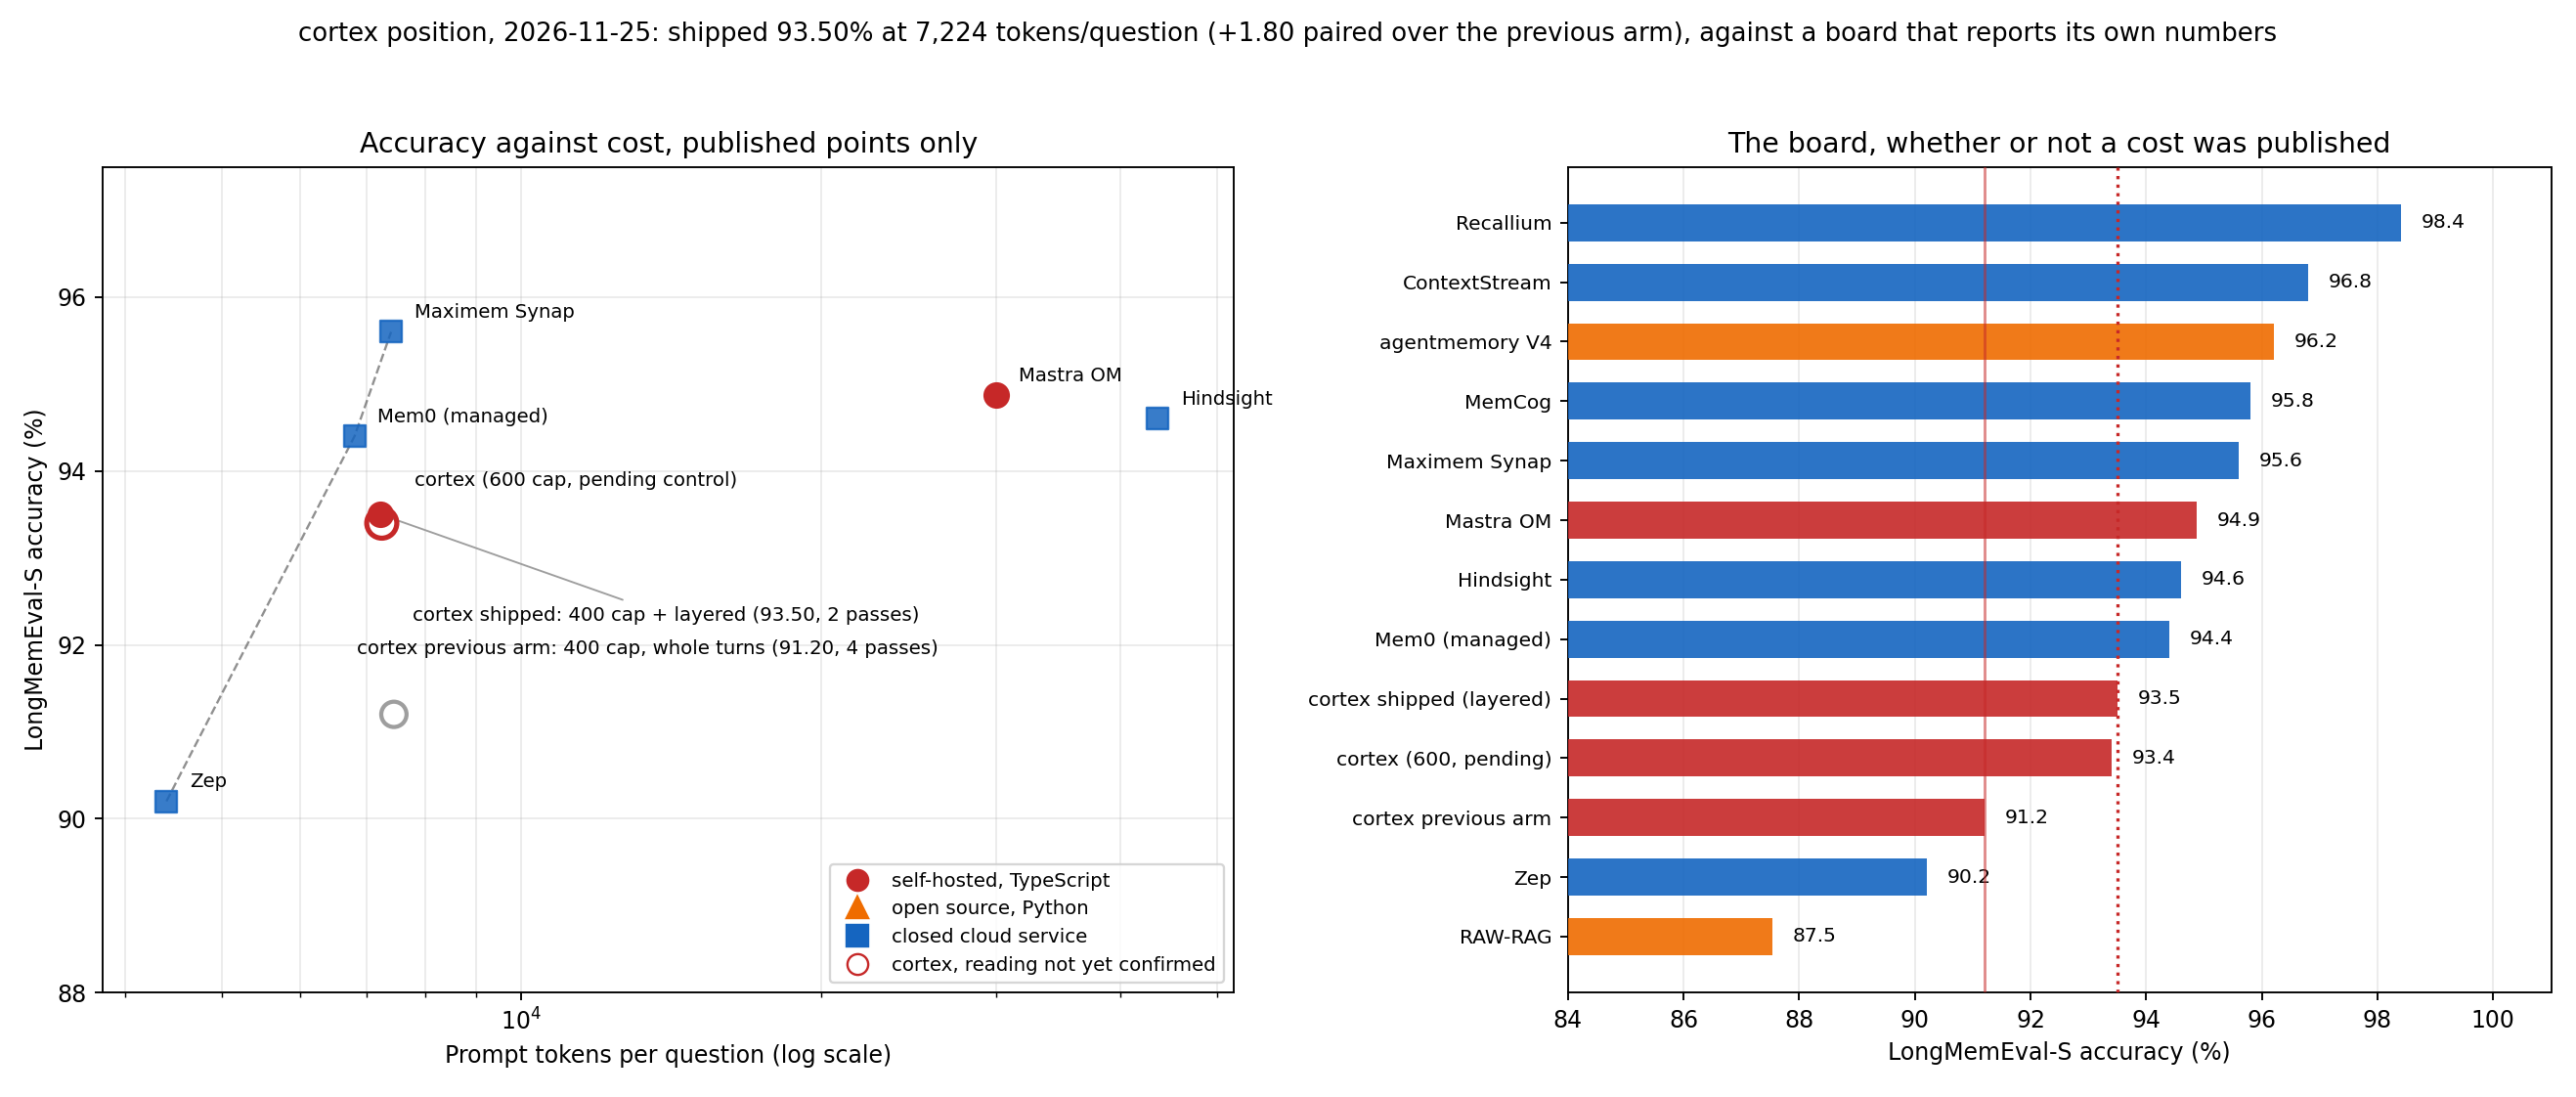 cortex position, 2026-11-25: shipped 93.50% at 7,224 tokens/question (+1.80 paired over the previous arm), against a board that reports its own numbers
Accuracy against cost, published points only
LongMemEval-S accuracy (%)
96
94
92
90
88
Maximem Synap
Mastra OM
Hindsight
Mem0 (managed)
cortex (600 cap, pending control)
cortex shipped: 400 cap + layered (93.50, 2 passes)
cortex previous arm: 400 cap, whole turns (91.20, 4 passes)
Zep
self-hosted, TypeScript
open source, Python
closed cloud service
cortex, reading not yet confirmed
10⁴
Prompt tokens per question (log scale)
The board, whether or not a cost was published
Recallium 98.4
ContextStream 96.8
agentmemory V4 96.2
MemCog 95.8
Maximem Synap 95.6
Mastra OM 94.9
Hindsight 94.6
Mem0 (managed) 94.4
cortex shipped (layered) 93.5
cortex (600, pending) 93.4
cortex previous arm 91.2
Zep 90.2
RAW-RAG 87.5
84 86 88 90 92 94 96 98 100
LongMemEval-S accuracy (%)